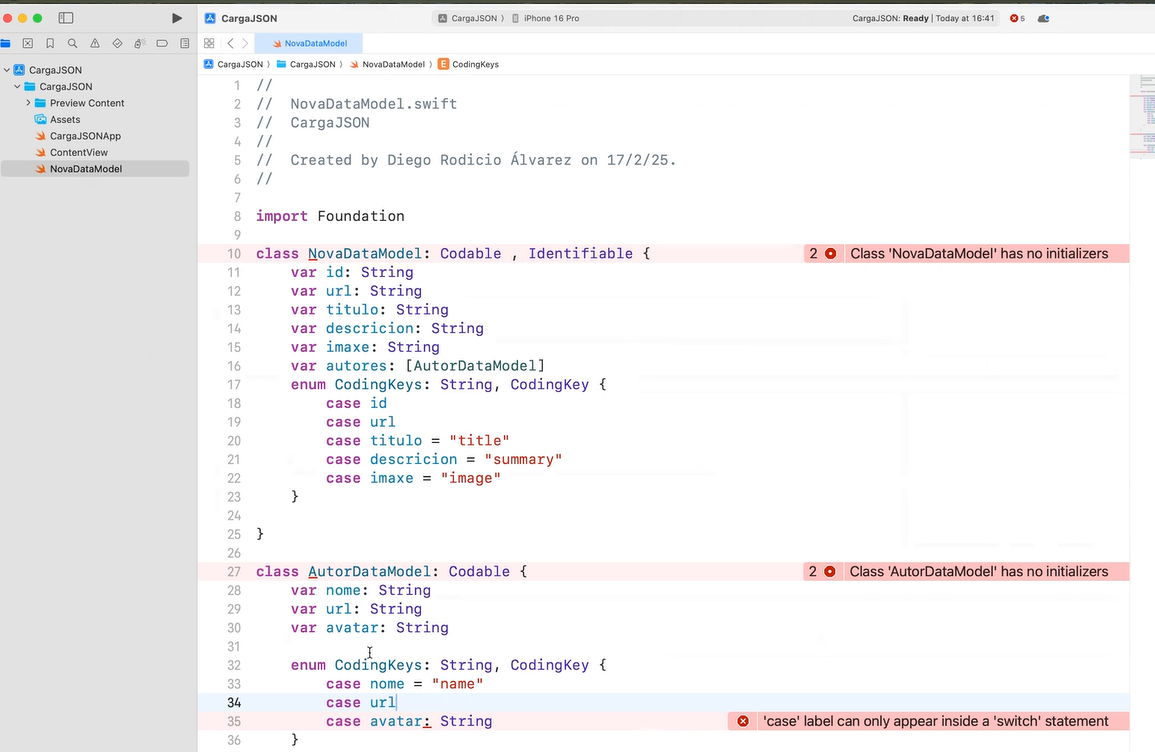 CargaJSON
CargaJSON 〉 iPhone 16 Pro
CargaJSON: Ready | Today at 16:41
5
NovaDataModel
CargaJSON 〉 CargaJSON 〉 NovaDataModel 〉 E CodingKeys
CargaJSON
CargaJSON
Preview Content
Assets
CargaJSONApp
ContentView
NovaDataModel
1 //
2 //  NovaDataModel.swift
3 //  CargaJSON
4 //
5 //  Created by Diego Rodicio Álvarez on 17/2/25.
6 //
7
8 import Foundation
9
10 class NovaDataModel: Codable , Identifiable { 2 Class 'NovaDataModel' has no initializers
11     var id: String
12     var url: String
13     var titulo: String
14     var descricion: String
15     var imaxe: String
16     var autores: [AutorDataModel]
17     enum CodingKeys: String, CodingKey {
18         case id
19         case url
20         case titulo = "title"
21         case descricion = "summary"
22         case imaxe = "image"
23     }
24
25 }
26
27 class AutorDataModel: Codable { 2 Class 'AutorDataModel' has no initializers
28     var nome: String
29     var url: String
30     var avatar: String
31
32     enum CodingKeys: String, CodingKey {
33         case nome = "name"
34         case url
35         case avatar: String 'case' label can only appear inside a 'switch' statement
36     }